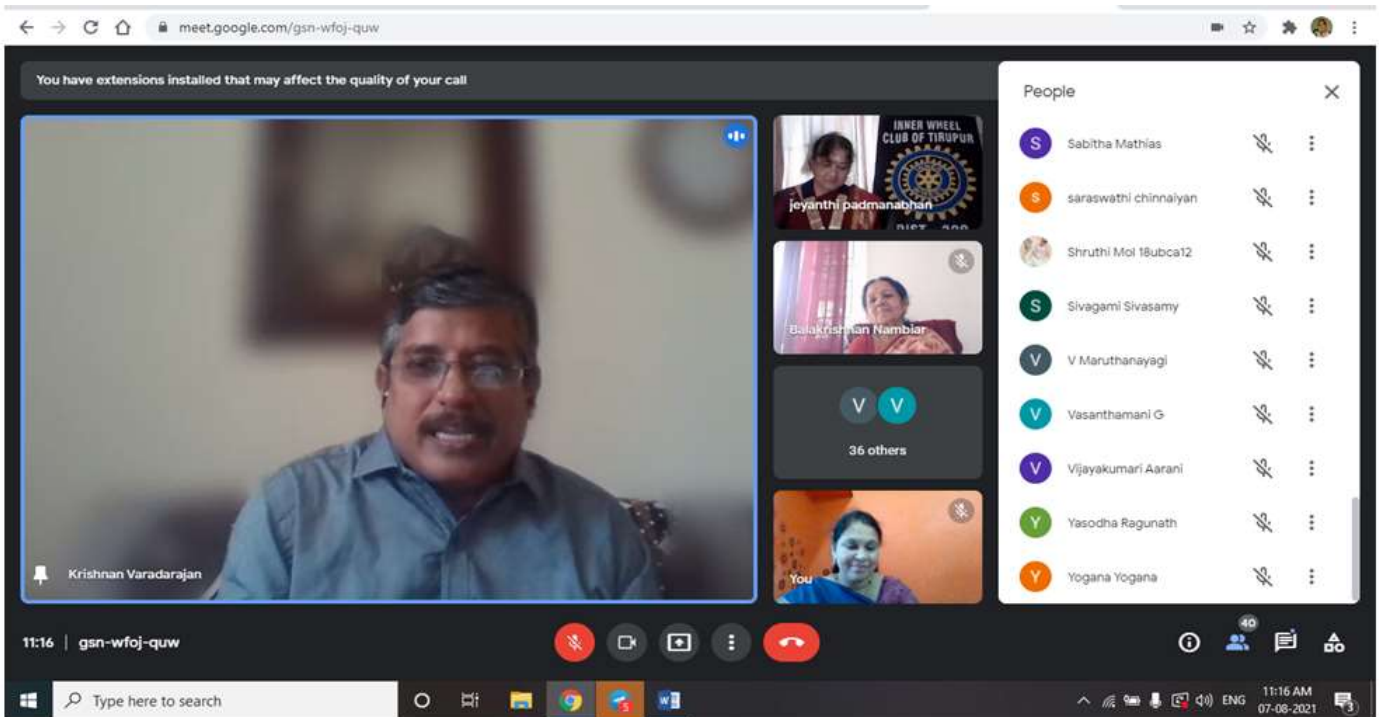 meet.google.com/gsn-wfoj-quw
You have extensions installed that may affect the quality of your call
Krishnan Varadarajan
INNER WHEEL
CLUB OF TIRUPUR
jeyanthi padmanabhan
Balakrishnan Nambiar
V V
36 others
You
People
S Sabitha Mathias
s saraswathi chinnaiyan
Shruthi Mol 18ubca12
S Sivagami Sivasamy
V V Maruthanayagi
V Vasanthamani G
V Vijayakumari Aarani
Y Yasodha Ragunath
Y Yogana Yogana
11:16 | gsn-wfoj-quw
40
Type here to search
S
W
ENG
11:16 AM
07-08-2021
3